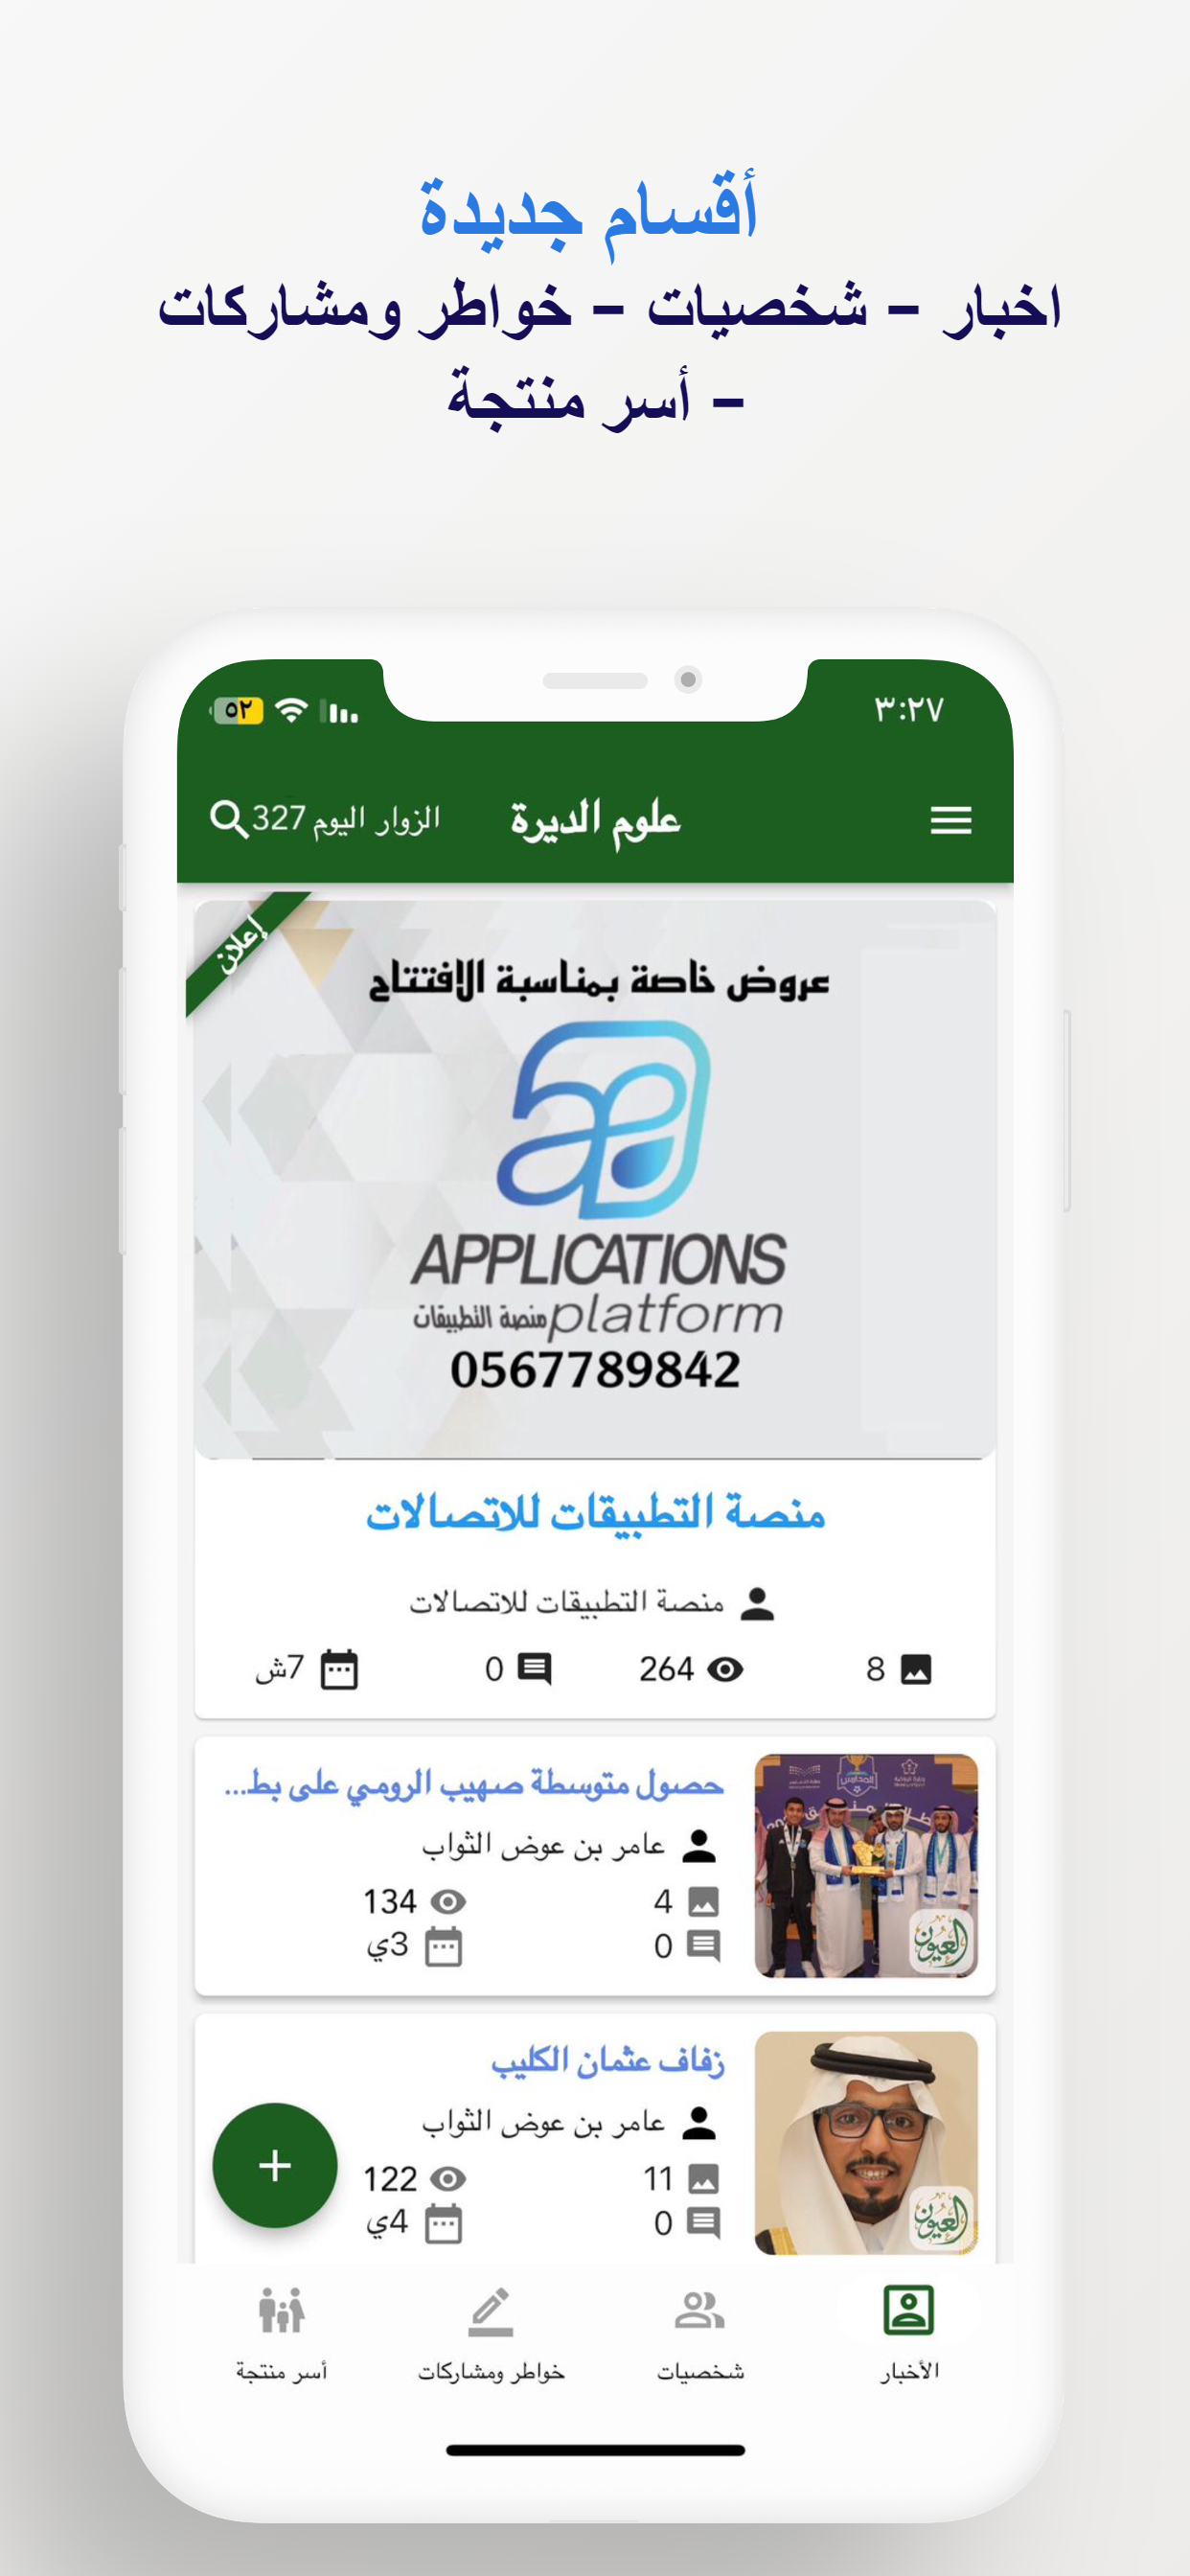 أقسام جديدة
اخبار - شخصيات - خواطر ومشاركات
- أسر منتجة
٣:٢٧
٥٢
علوم الديرة
الزوار اليوم 327
إعلان
عروض خاصة بمناسبة الافتتاح
APPLICATIONS
platform منصة التطبيقات
0567789842
منصة التطبيقات للاتصالات
منصة التطبيقات للاتصالات
8 264 0 7ش
حصول متوسطة صهيب الرومي على بط...
عامر بن عوض الثواب
4 134
0 3ي
العيون
زفاف عثمان الكليب
عامر بن عوض الثواب
11 122
0 4ي
العيون
+
الأخبار
شخصيات
خواطر ومشاركات
أسر منتجة